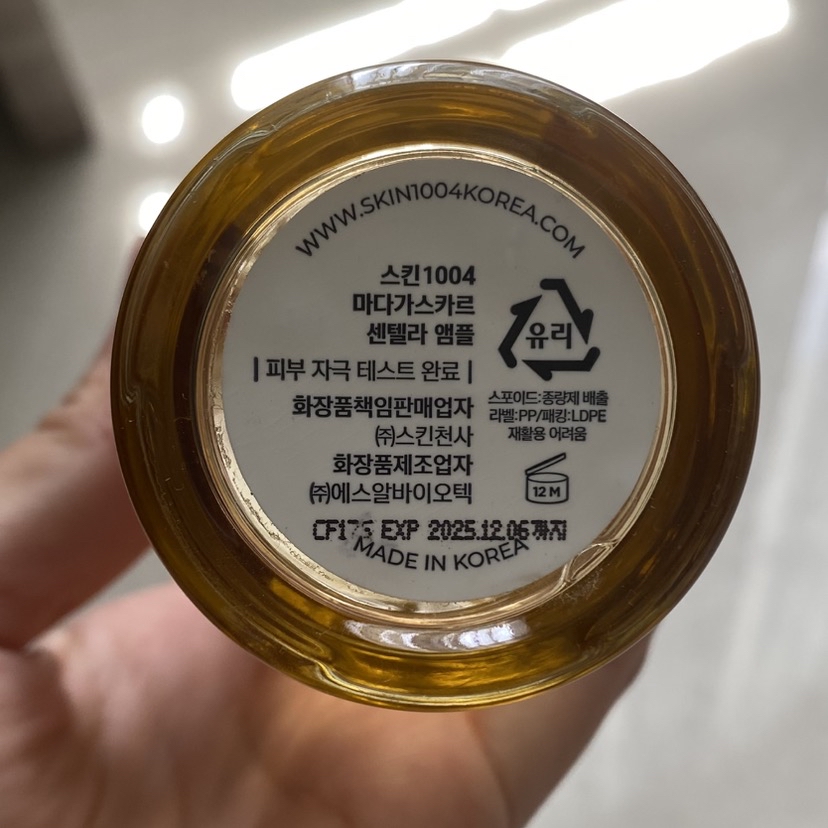 WWW.SKIN1004KOREA.COM
스킨1004
마다가스카르
센텔라 앰플
| 피부 자극 테스트 완료 |
화장품책임판매업자
㈜스킨천사
화장품제조업자
㈜에스알바이오텍
유리
스포이드:종량제 배출
라벨:PP/패킹:LDPE
재활용 어려움
12 M
EXP 2025.12.06까지
MADE IN KOREA